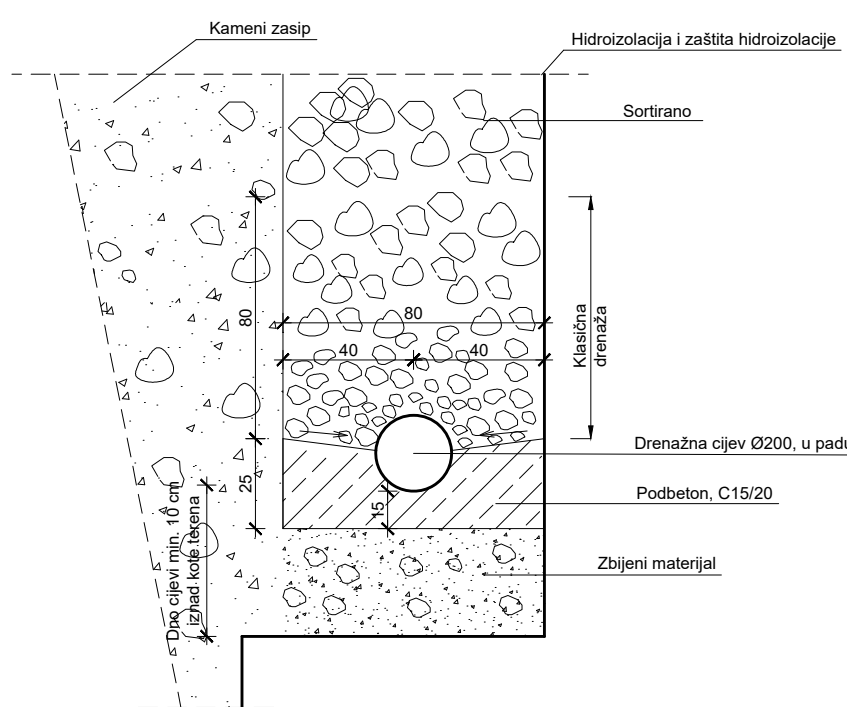 Kameni zasip
Hidroizolacija i zaštita hidroizolacije
Sortirano
80
80
Klasična
drenaža
40
40
Drenažna cijev Ø200, u padu
25
Podbeton, C15/20
15
Dno cijevi min. 10 cm
iznad kote terena
Zbijeni materijal